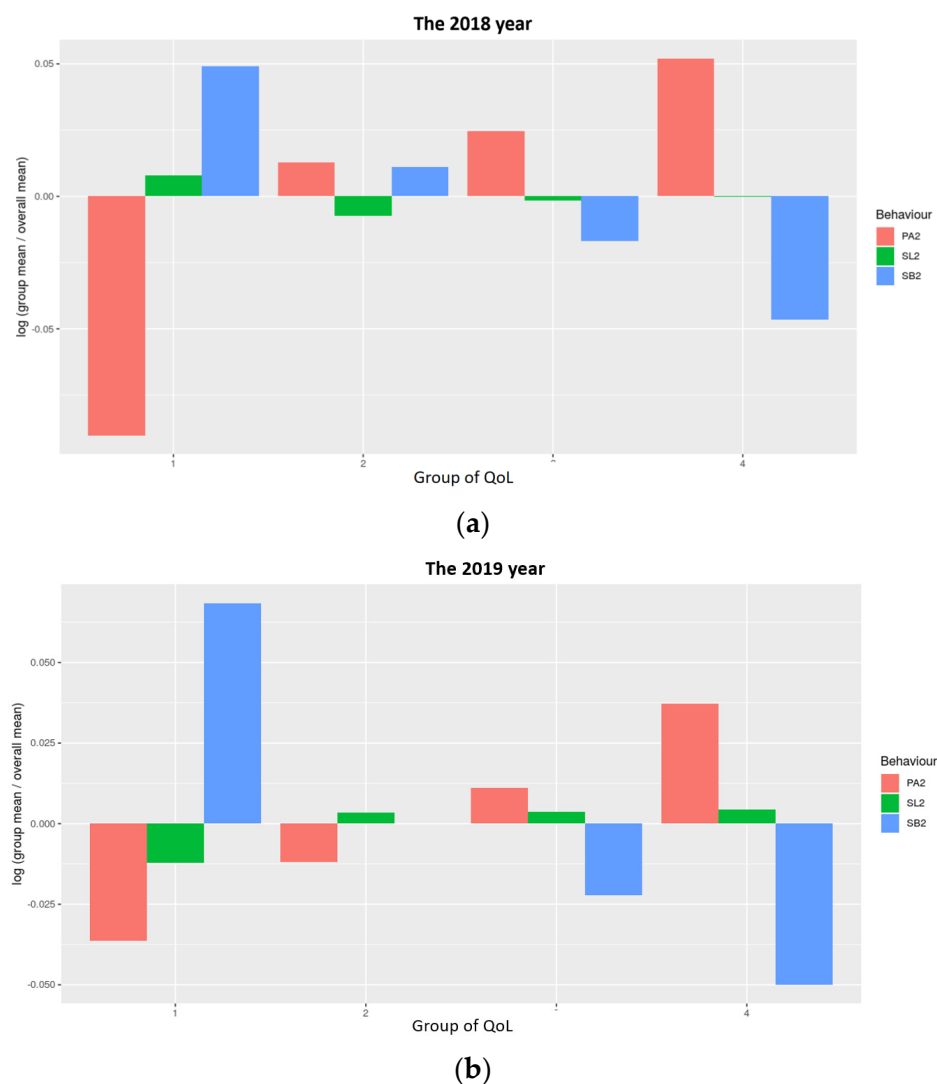 The 2018 year
log (group mean / overall mean)
0.05
0.00
-0.05
1
2
4
Group of QoL
Behaviour
PA2
SL2
SB2
(a)
The 2019 year
log (group mean / overall mean)
0.050
0.025
0.000
-0.025
-0.050
1
2
4
Group of QoL
Behaviour
PA2
SL2
SB2
(b)